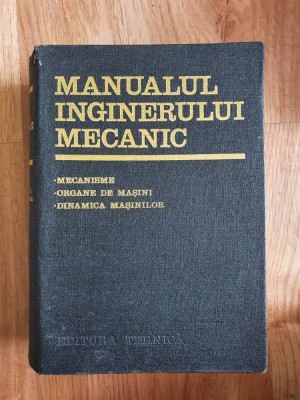 MANUALUL
INGINERULUI
MECANIC
·MECANISME
·ORGANE DE MAȘINI
·DINAMICA MAȘINILOR
EDITURA TEHNICĂ